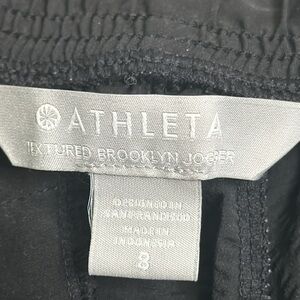 ATHLETA
TEXTURED BROOKLYN JOGGER
DESIGNED IN
SAN FRANCISCO
MADE IN
INDONESIA
8